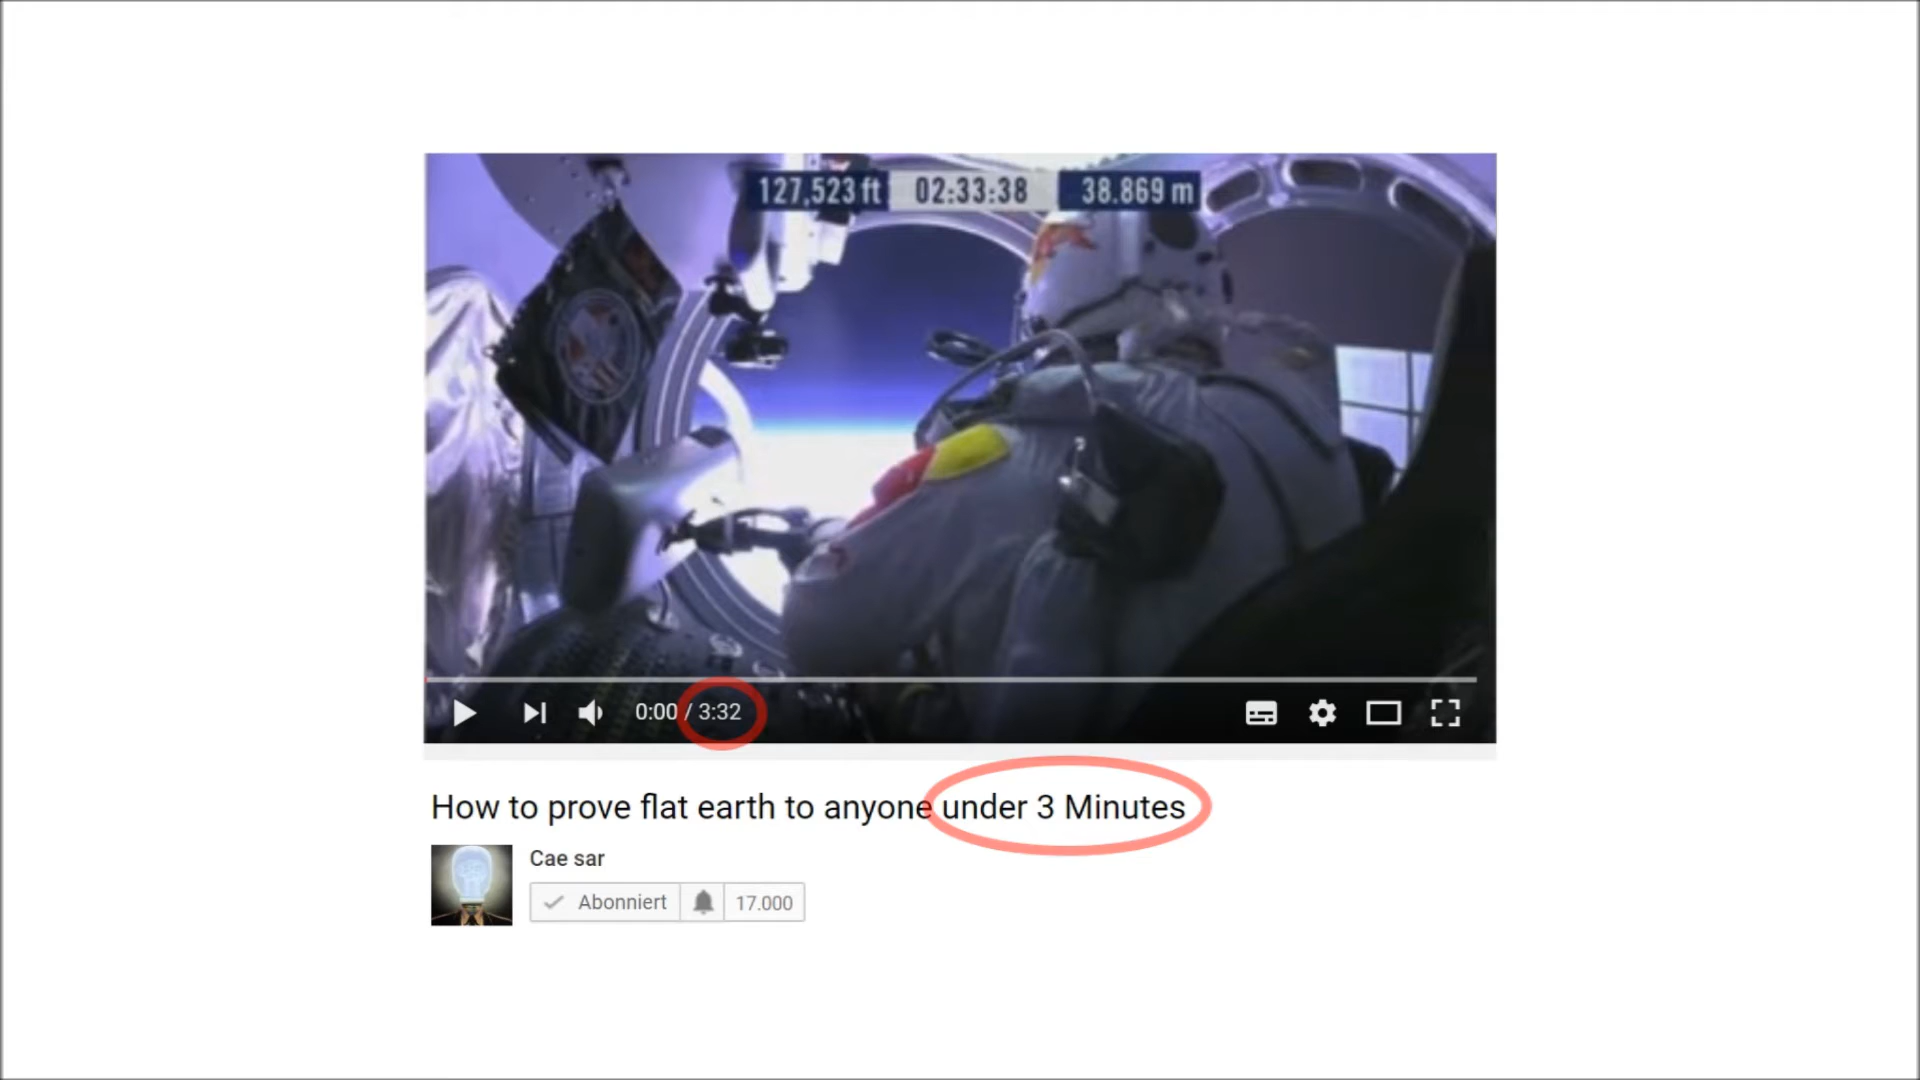 127,523 ft 02:33:38 38.869 m
0:00 / 3:32
How to prove flat earth to anyone under 3 Minutes
Cae sar
Abonniert 17.000